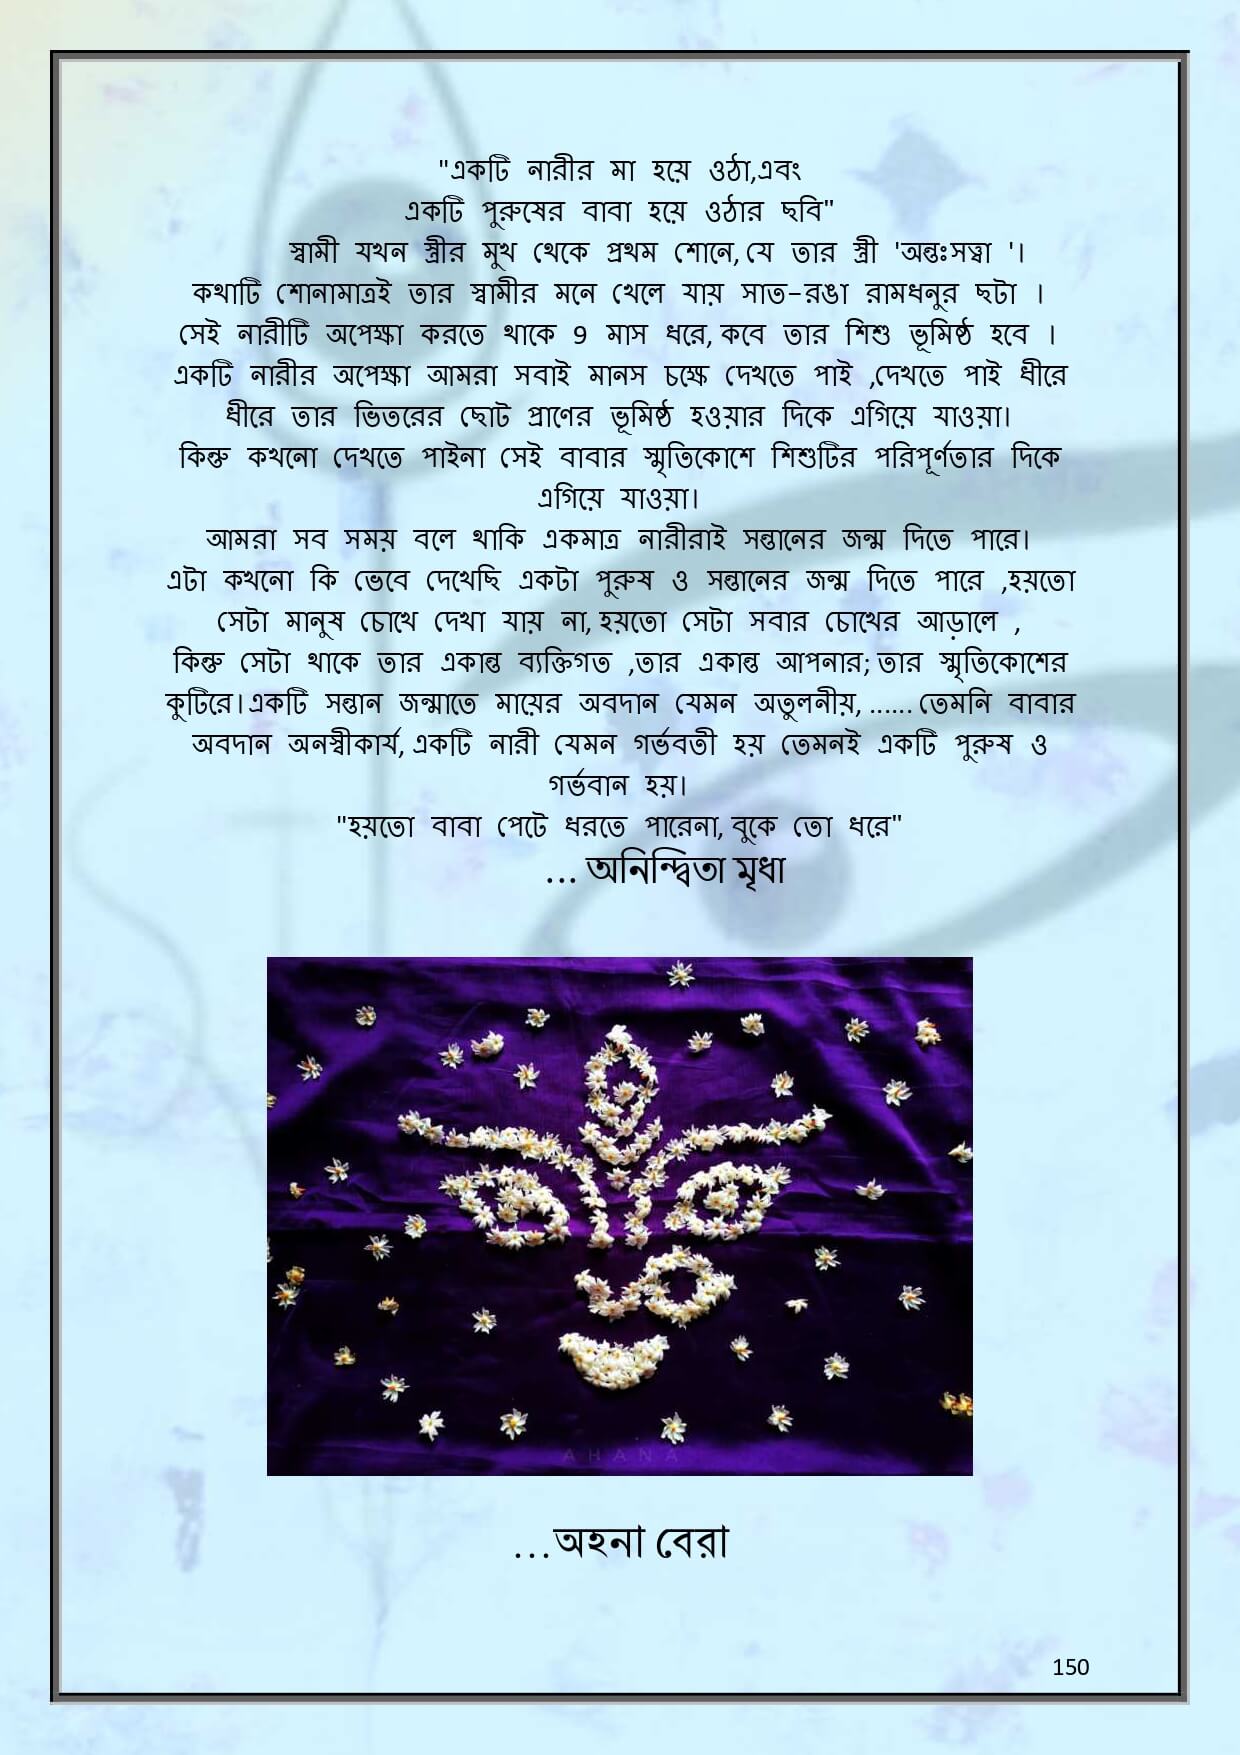 "একটি নারীর মা হয়ে ওঠা,এবং
একটি পুরুষের বাবা হয়ে ওঠার ছবি"
স্বামী যখন স্ত্রীর মুখ থেকে প্রথম শোনে, যে তার স্ত্রী 'অন্তঃসত্ত্বা '।
কথাটি শোনামাত্রই তার স্বামীর মনে খেলে যায় সাত-রঙা রামধনুর ছটা ।
সেই নারীটি অপেক্ষা করতে থাকে 9 মাস ধরে, কবে তার শিশু ভূমিষ্ঠ হবে ।
একটি নারীর অপেক্ষা আমরা সবাই মানস চক্ষে দেখতে পাই ,দেখতে পাই ধীরে
ধীরে তার ভিতরের ছোট প্রাণের ভূমিষ্ঠ হওয়ার দিকে এগিয়ে যাওয়া।
কিন্তু কখনো দেখতে পাইনা সেই বাবার স্মৃতিকোশে শিশুটির পরিপূর্ণতার দিকে
এগিয়ে যাওয়া।
আমরা সব সময় বলে থাকি একমাত্র নারীরাই সন্তানের জন্ম দিতে পারে।
এটা কখনো কি ভেবে দেখেছি একটা পুরুষ ও সন্তানের জন্ম দিতে পারে ,হয়তো
সেটা মানুষ চোখে দেখা যায় না, হয়তো সেটা সবার চোখের আড়ালে ,
কিন্তু সেটা থাকে তার একান্ত ব্যক্তিগত ,তার একান্ত আপনার; তার স্মৃতিকোশের
কুটিরে। একটি সন্তান জন্মাতে মায়ের অবদান যেমন অতুলনীয়, ...... তেমনি বাবার
অবদান অনস্বীকার্য, একটি নারী যেমন গর্ভবতী হয় তেমনই একটি পুরুষ ও
গর্ভবান হয়।
"হয়তো বাবা পেটে ধরতে পারেনা, বুকে তো ধরে"
... অনিন্দ্বিতা মৃধা
AHANA
...অহনা বেরা
150